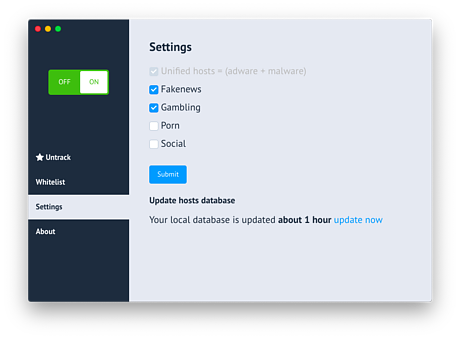 OFF ON
Untrack
Whitelist
Settings
About
Settings
Unified hosts = (adware + malware)
Fakenews
Gambling
Porn
Social
Submit
Update hosts database
Your local database is updated about 1 hour update now